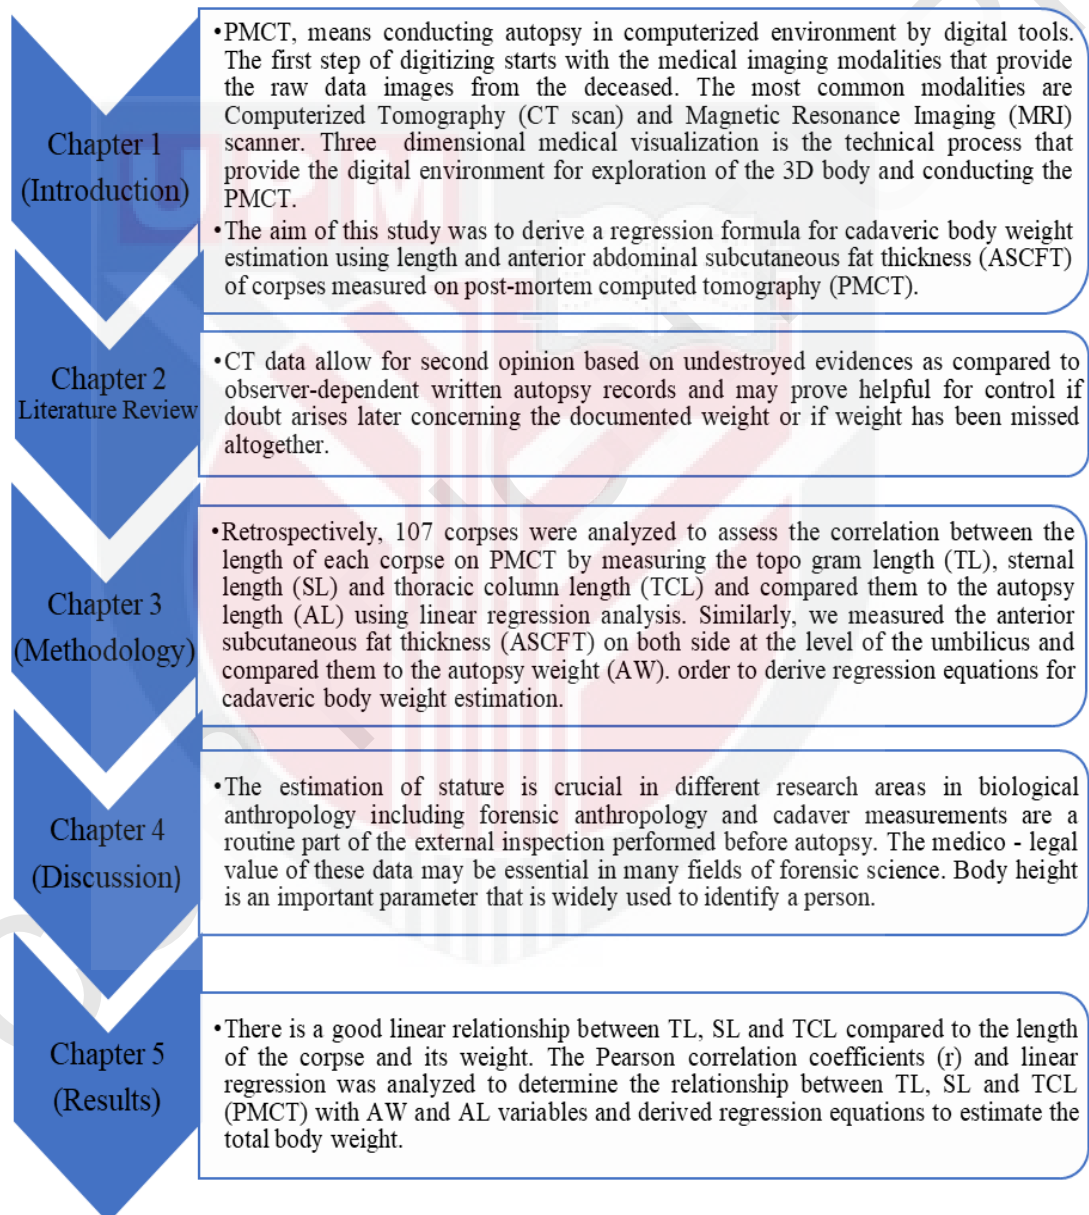 •PMCT, means conducting autopsy in computerized environment by digital tools.
The first step of digitizing starts with the medical imaging modalities that provide
the raw data images from the deceased. The most common modalities are
Computerized Tomography (CT scan) and Magnetic Resonance Imaging (MRI)
scanner. Three dimensional medical visualization is the technical process that
provide the digital environment for exploration of the 3D body and conducting the
PMCT.
•The aim of this study was to derive a regression formula for cadaveric body weight
estimation using length and anterior abdominal subcutaneous fat thickness (ASCFT)
of corpses measured on post-mortem computed tomography (PMCT).
Chapter 1
(Introduction)
UPM
•CT data allow for second opinion based on undestroyed evidences as compared to
observer-dependent written autopsy records and may prove helpful for control if
doubt arises later concerning the documented weight or if weight has been missed
altogether.
Chapter 2
Literature Review
•Retrospectively, 107 corpses were analyzed to assess the correlation between the
length of each corpse on PMCT by measuring the topo gram length (TL), sternal
length (SL) and thoracic column length (TCL) and compared them to the autopsy
length (AL) using linear regression analysis. Similarly, we measured the anterior
subcutaneous fat thickness (ASCFT) on both side at the level of the umbilicus and
compared them to the autopsy weight (AW). order to derive regression equations for
cadaveric body weight estimation.
Chapter 3
(Methodology)
•The estimation of stature is crucial in different research areas in biological
anthropology including forensic anthropology and cadaver measurements are a
routine part of the external inspection performed before autopsy. The medico - legal
value of these data may be essential in many fields of forensic science. Body height
is an important parameter that is widely used to identify a person.
Chapter 4
(Discussion)
•There is a good linear relationship between TL, SL and TCL compared to the length
of the corpse and its weight. The Pearson correlation coefficients (r) and linear
regression was analyzed to determine the relationship between TL, SL and TCL
(PMCT) with AW and AL variables and derived regression equations to estimate the
total body weight.
Chapter 5
(Results)